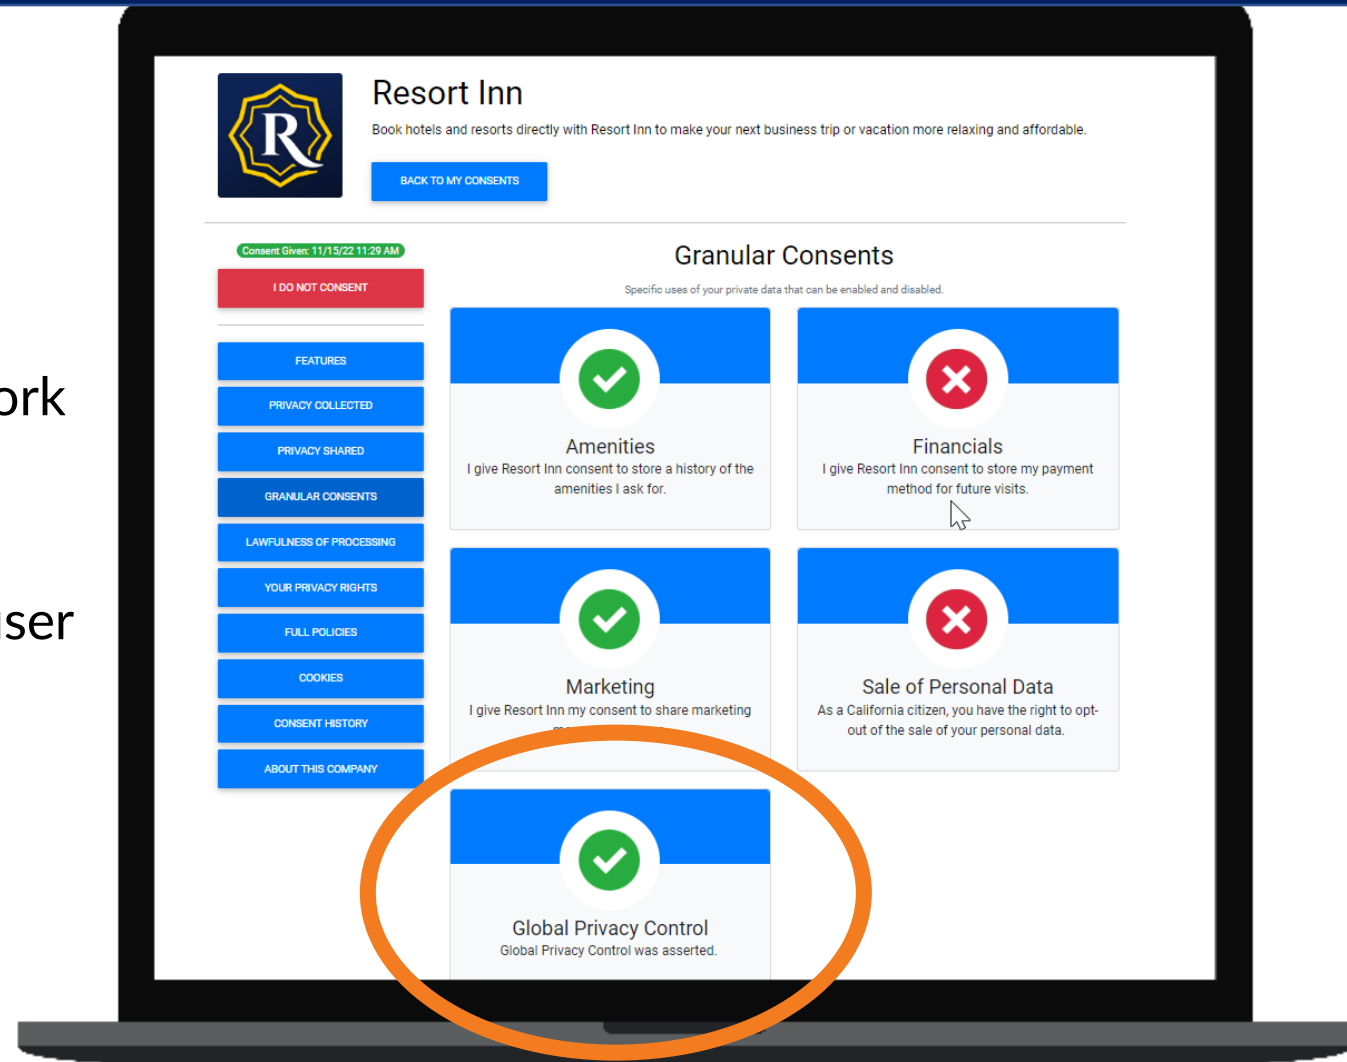 Resort Inn
Book hotels and resorts directly with Resort Inn to make your next business trip or vacation more relaxing and affordable.
R
BACK TO MY CONSENTS
Consent Given: 11/15/22 11:29 AM
I DO NOT CONSENT
FEATURES
PRIVACY COLLECTED
PRIVACY SHARED
GRANULAR CONSENTS
LAWFULNESS OF PROCESSING
YOUR PRIVACY RIGHTS
FULL POLICIES
COOKIES
CONSENT HISTORY
ABOUT THIS COMPANY
Granular Consents
Specific uses of your private data that can be enabled and disabled.
Amenities
I give Resort Inn consent to store a history of the
amenities I ask for.
Financials
I give Resort Inn consent to store my payment
method for future visits.
Marketing
I give Resort Inn my consent to share marketing
Sale of Personal Data
As a California citizen, you have the right to opt-
out of the sale of your personal data.
Global Privacy Control
Global Privacy Control was asserted.
ork
ser